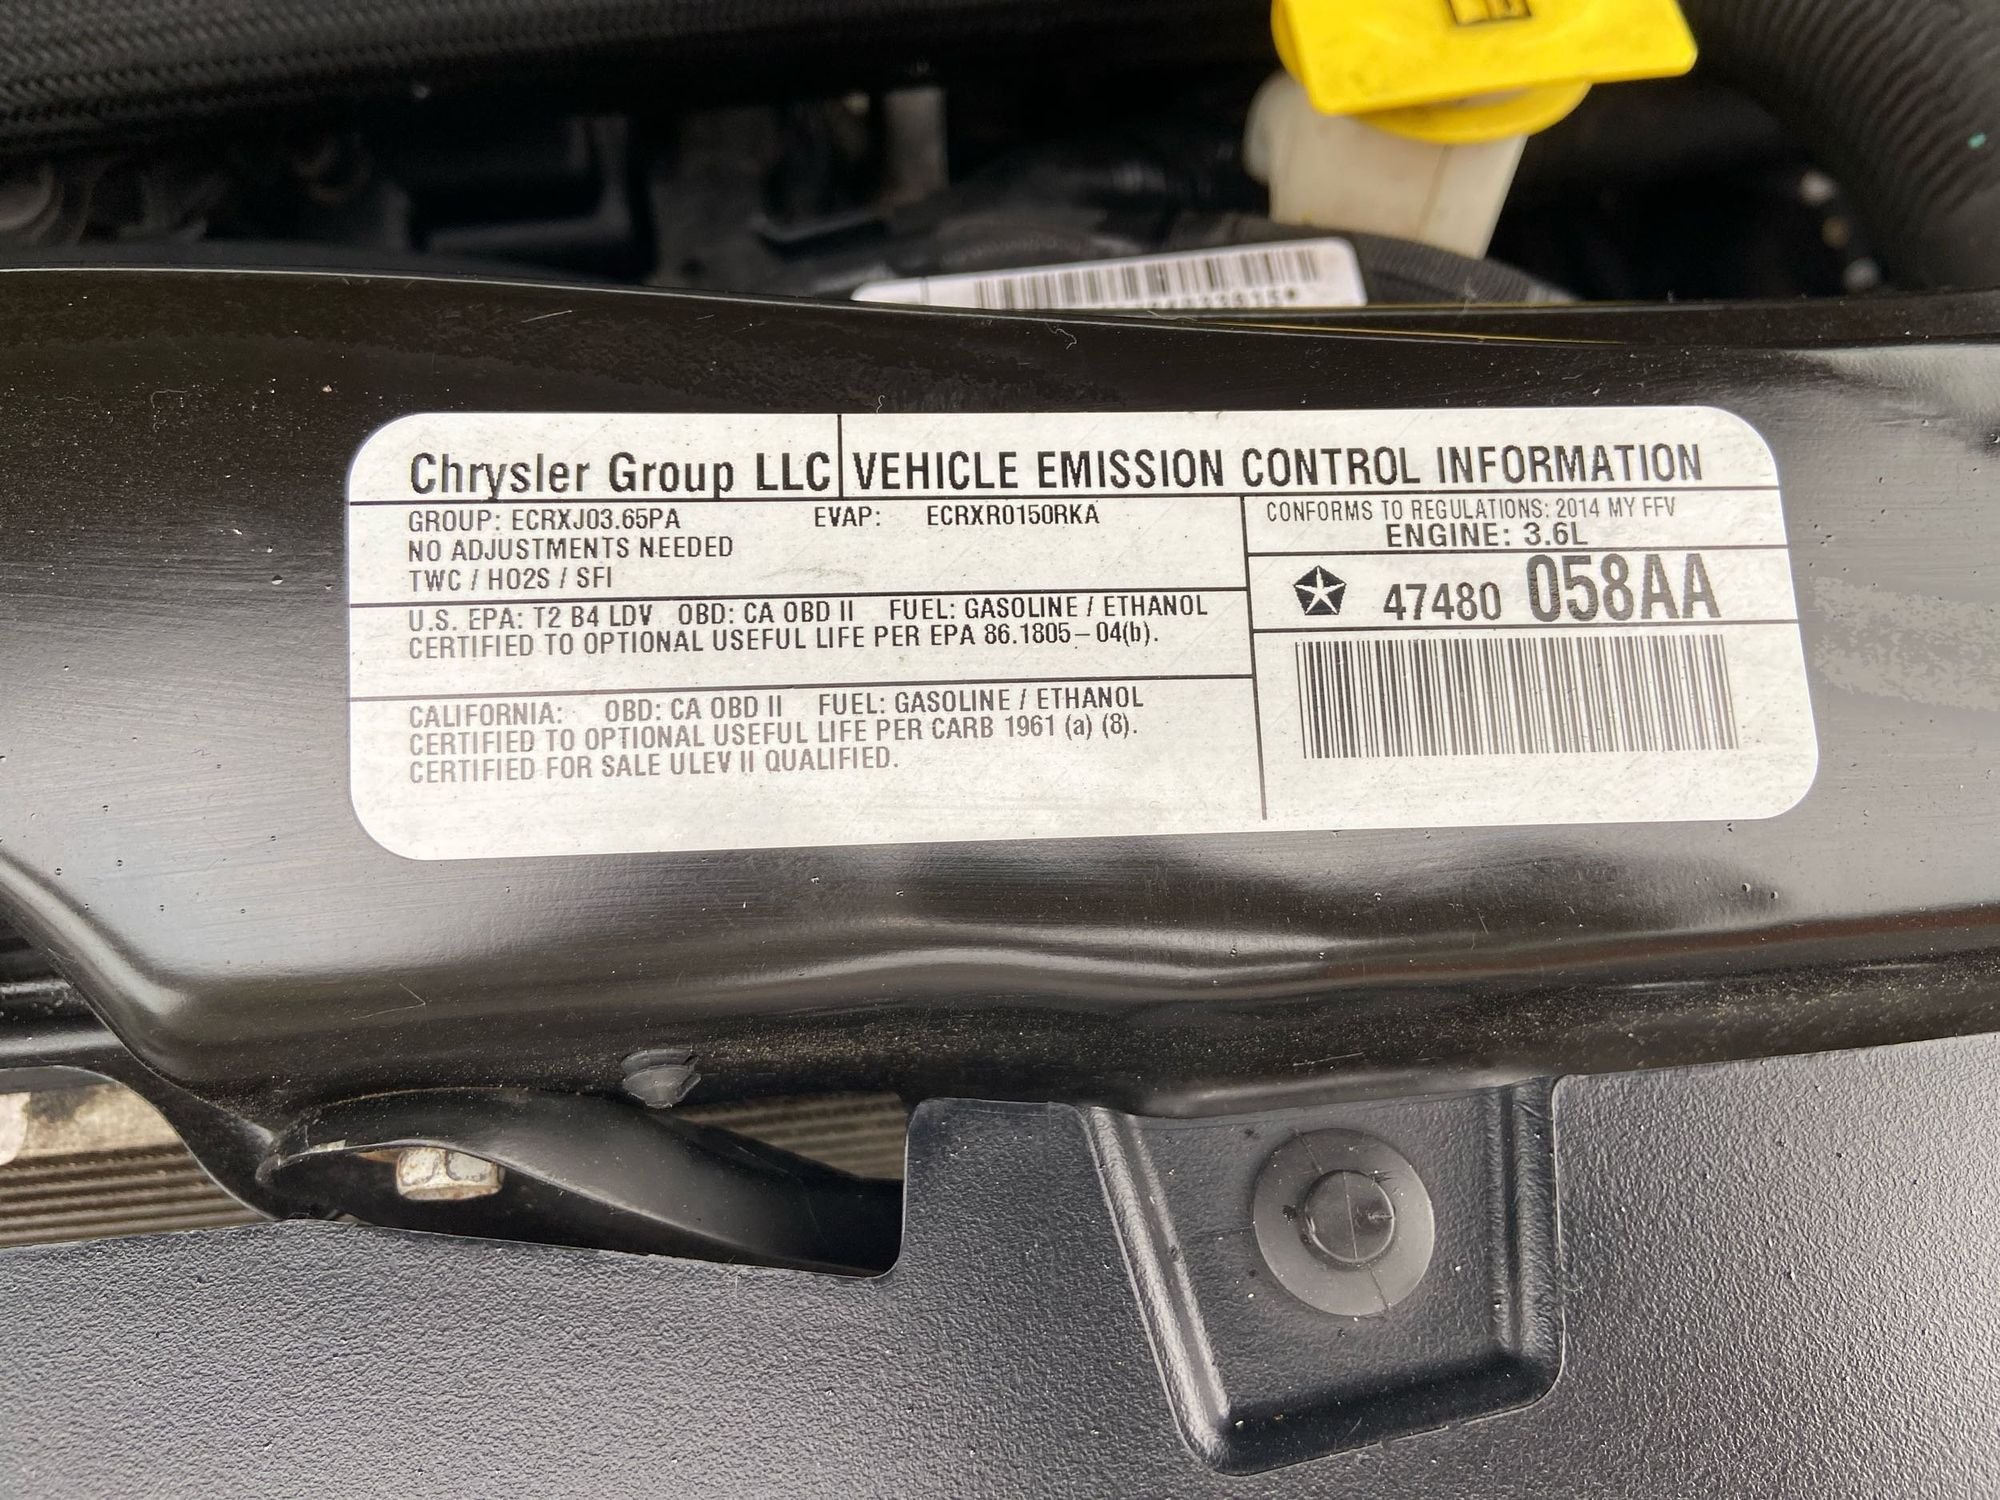 Chrysler Group LLC VEHICLE EMISSION CONTROL INFORMATION
GROUP: ECRXJ03.65PA EVAP: ECRXR0150RKA
NO ADJUSTMENTS NEEDED
TWC / HO2S / SFI
U.S. EPA: T2 B4 LDV OBD: CA OBD II FUEL: GASOLINE / ETHANOL
CERTIFIED TO OPTIONAL USEFUL LIFE PER EPA 86.1805-04(b).
CALIFORNIA: OBD: CA OBD II FUEL: GASOLINE / ETHANOL
CERTIFIED TO OPTIONAL USEFUL LIFE PER CARB 1961 (a) (8).
CERTIFIED FOR SALE ULEV II QUALIFIED.
CONFORMS TO REGULATIONS: 2014 MY FFV
ENGINE: 3.6L
47480 058AA